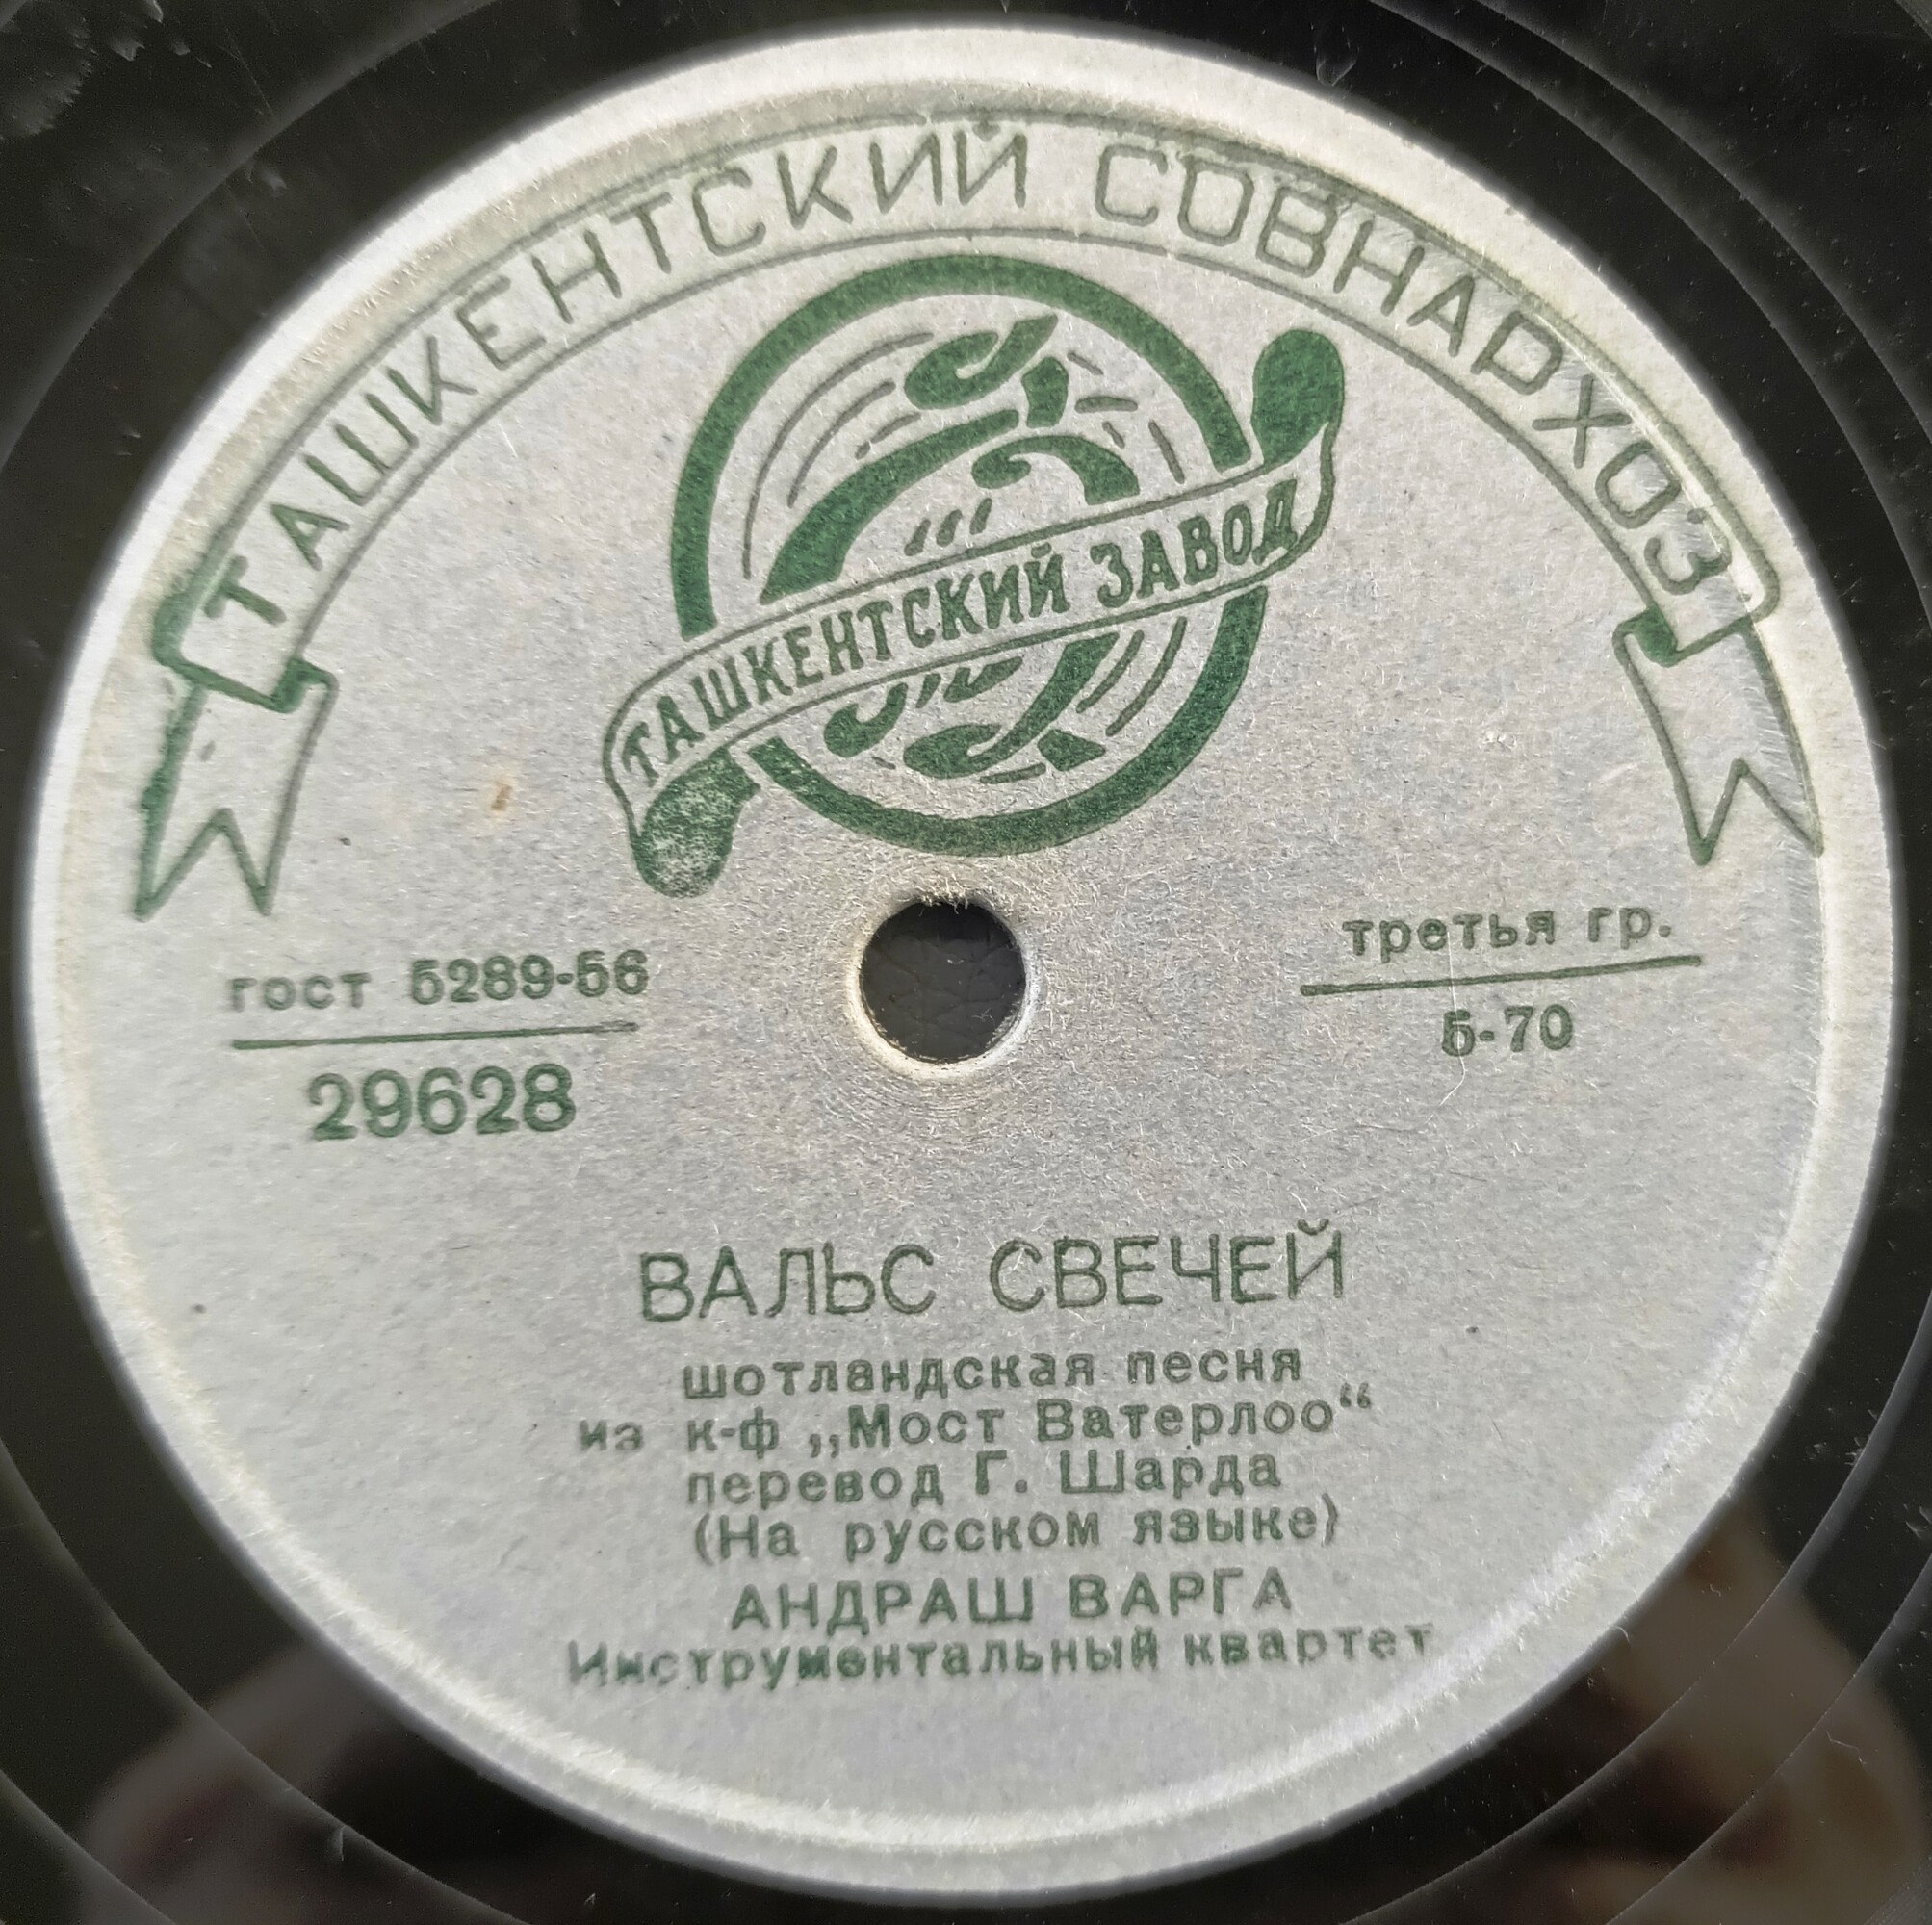 ТАШКЕНТСКИЙ СОВНАРХОЗ
ТАШКЕНТСКИЙ ЗАВОД
гост 5289-56
29628
третья гр.
5-70
ВАЛЬС СВЕЧЕЙ
шотландская песня
из к-ф „Мост Ватерлоо“
перевод Г. Шарда
(На русском языке)
АНДРАШ ВАРГА
Инструментальный квартет